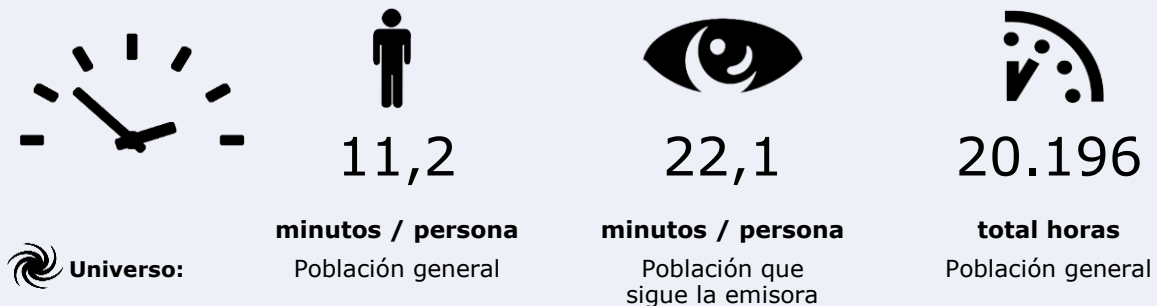 11,2
22,1
20.196
minutos / persona
minutos / persona
total horas
Universo:
Población general
Población que
sigue la emisora
Población general